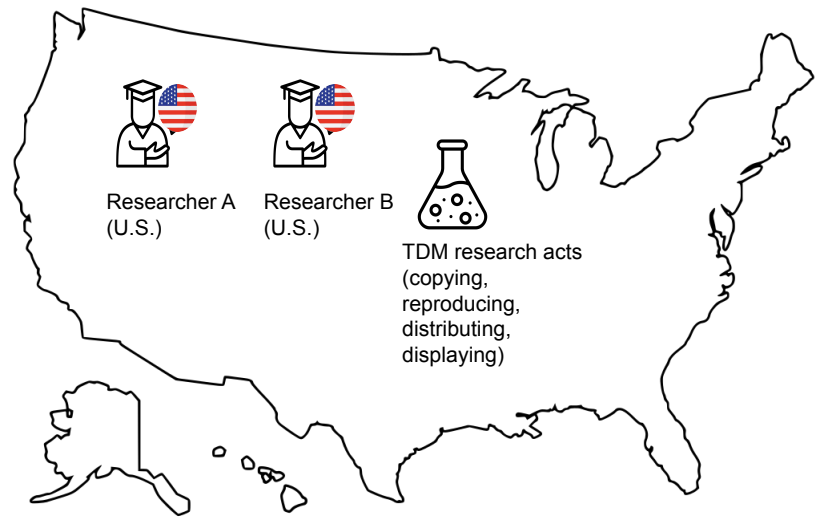 Researcher A
(U.S.)
Researcher B
(U.S.)
TDM research acts
(copying,
reproducing,
distributing,
displaying)